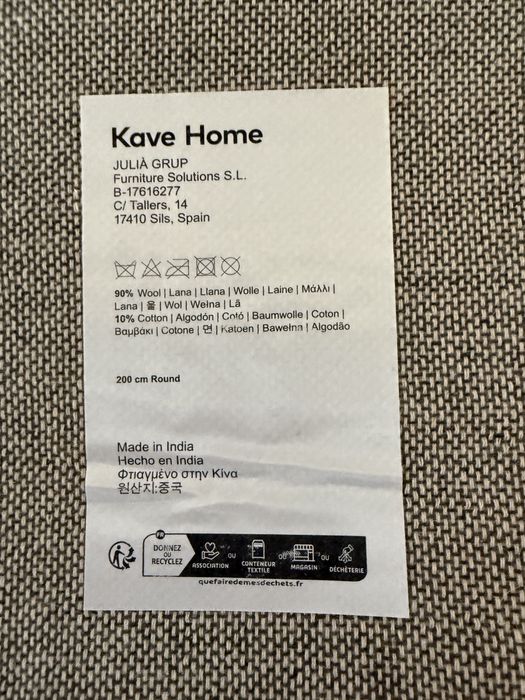 Kave Home
JULIÀ GRUP
Furniture Solutions S.L.
B-17616277
C/ Tallers, 14
17410 Sils, Spain
90% Wool | Lana | Llana | Wolle | Laine | Μάλλι |
Lana | 울 | Wol | Wełna | Lã
10% Cotton | Algodón | Cotó | Baumwolle | Coton |
Βαμβάκι | Cotone | 면 | Katoen | Bawełna | Algodão
200 cm Round
Made in India
Hecho en India
Φτιαγμένο στην Κίνα
원산지:중국
FR
DONNEZ OU RECYCLEZ
ASSOCIATION OU CONTENEUR TEXTILE OU MAGASIN OU DÉCHÈTERIE
quefairedemesdechets.fr